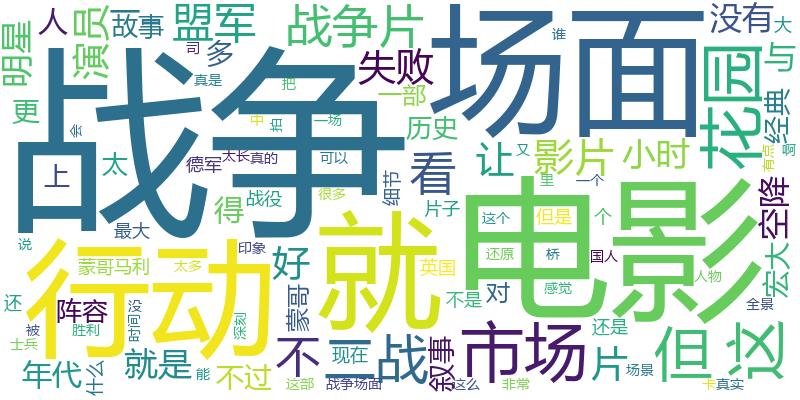 战争
场面
电影
行动
就
市场
花园
这
但
二战
不
看
让
影片
小时
战争片
失败
盟军
演员
明星
人
故事
多
司
真是
把
中
拍
一场
一部
历史
没有
大
与
经典
谁
空降
宏大
啊
有点
更
会
上
太
德军
太长
真的
可以
细节
得
战役
很多
最大
说
蒙哥马利
太多
印象
好
片子
又
里
一个
这个
但是
个
还原
桥
国人
英国
感觉
人物
全景
不是
对
还
被
士兵
阵容
胜利
时间
没
深刻
蒙哥
年代
什么
就是
能
不过
现在
这部
战争场面
叙事
这么
非常
片
还是
场景
卡
真实